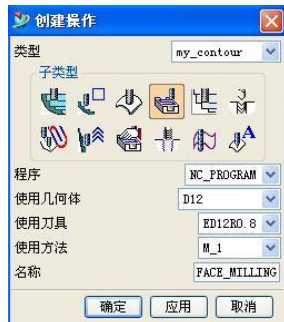 创建操作
类型 my_contour
子类型
A
程序 NC_PROGRAM
使用几何体 D12
使用刀具 ED12R0.8
使用方法 M_1
名称 FACE_MILLING
确定 应用 取消